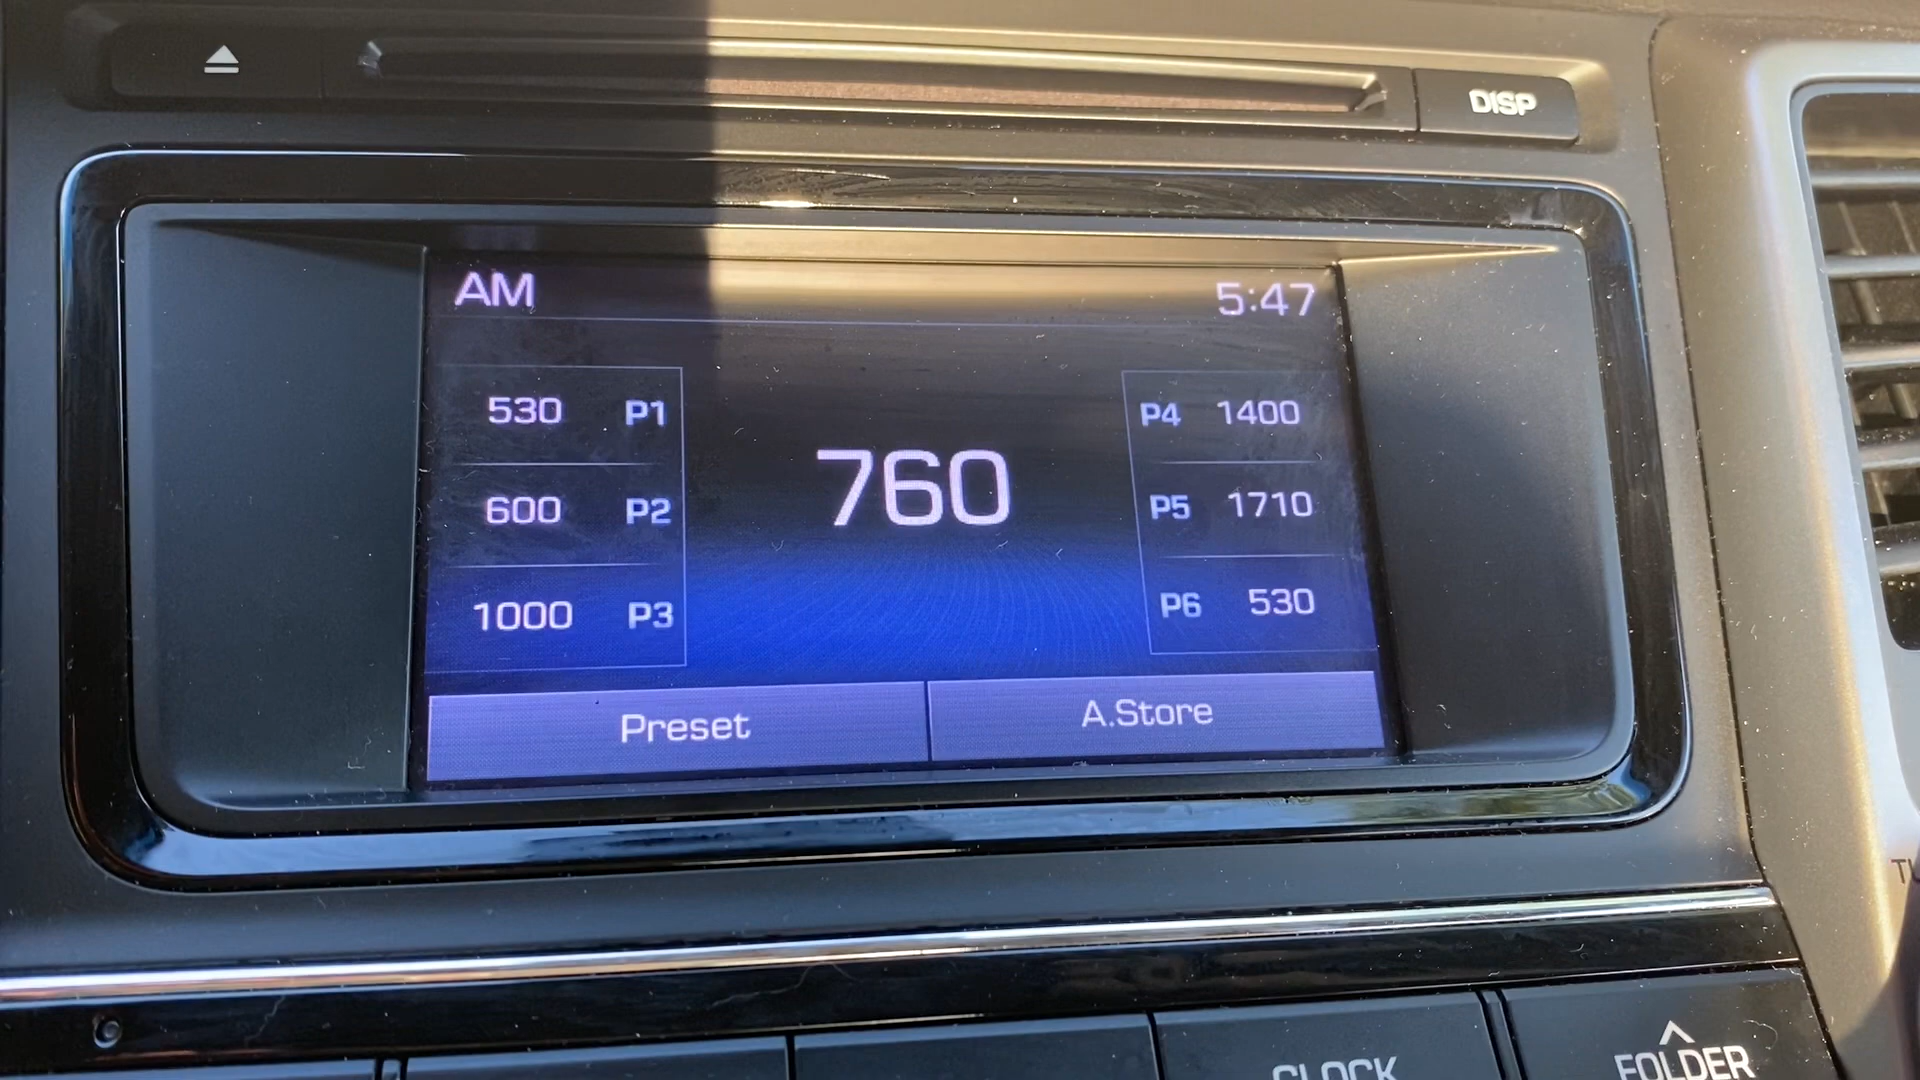 DISP
AM 5:47
530 P1
600 P2
1000 P3
760
P4 1400
P5 1710
P6 530
Preset A.Store
CLOCK
FOLDER